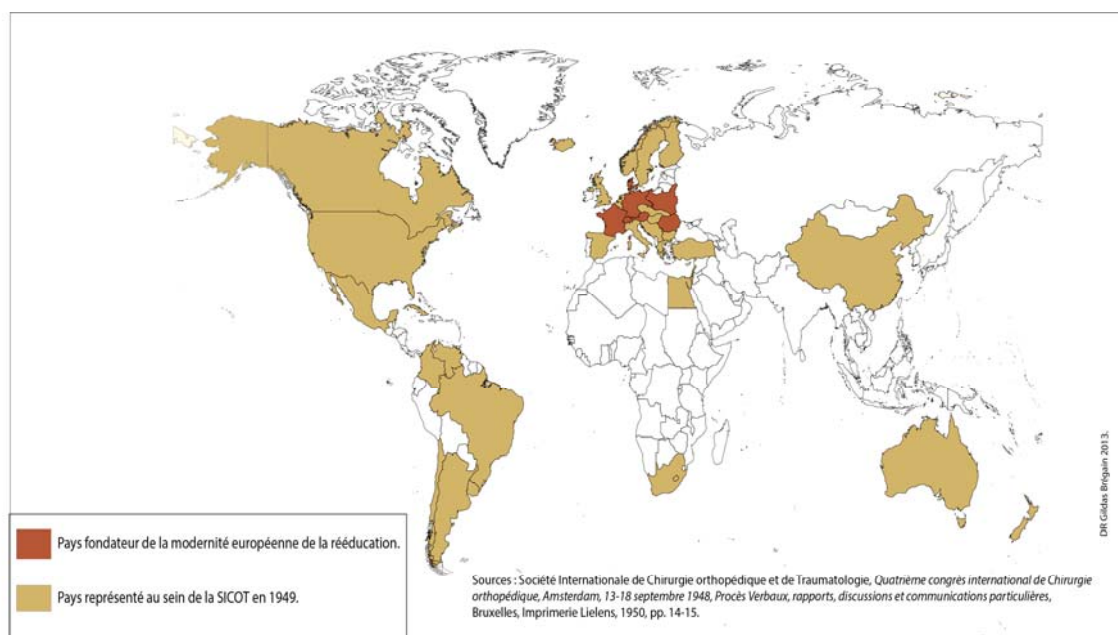 Pays fondateur de la modernité européenne de la rééducation.
Pays représenté au sein de la SICOT en 1949.
Sources : Société Internationale de Chirurgie orthopédique et de Traumatologie, Quatrième congrès international de Chirurgie
orthopédique, Amsterdam, 13-18 septembre 1948, Procès Verbaux, rapports, discussions et communications particulières,
Bruxelles, Imprimerie Lielens, 1950, pp. 14-15.
DR Gildas Brégain 2013.